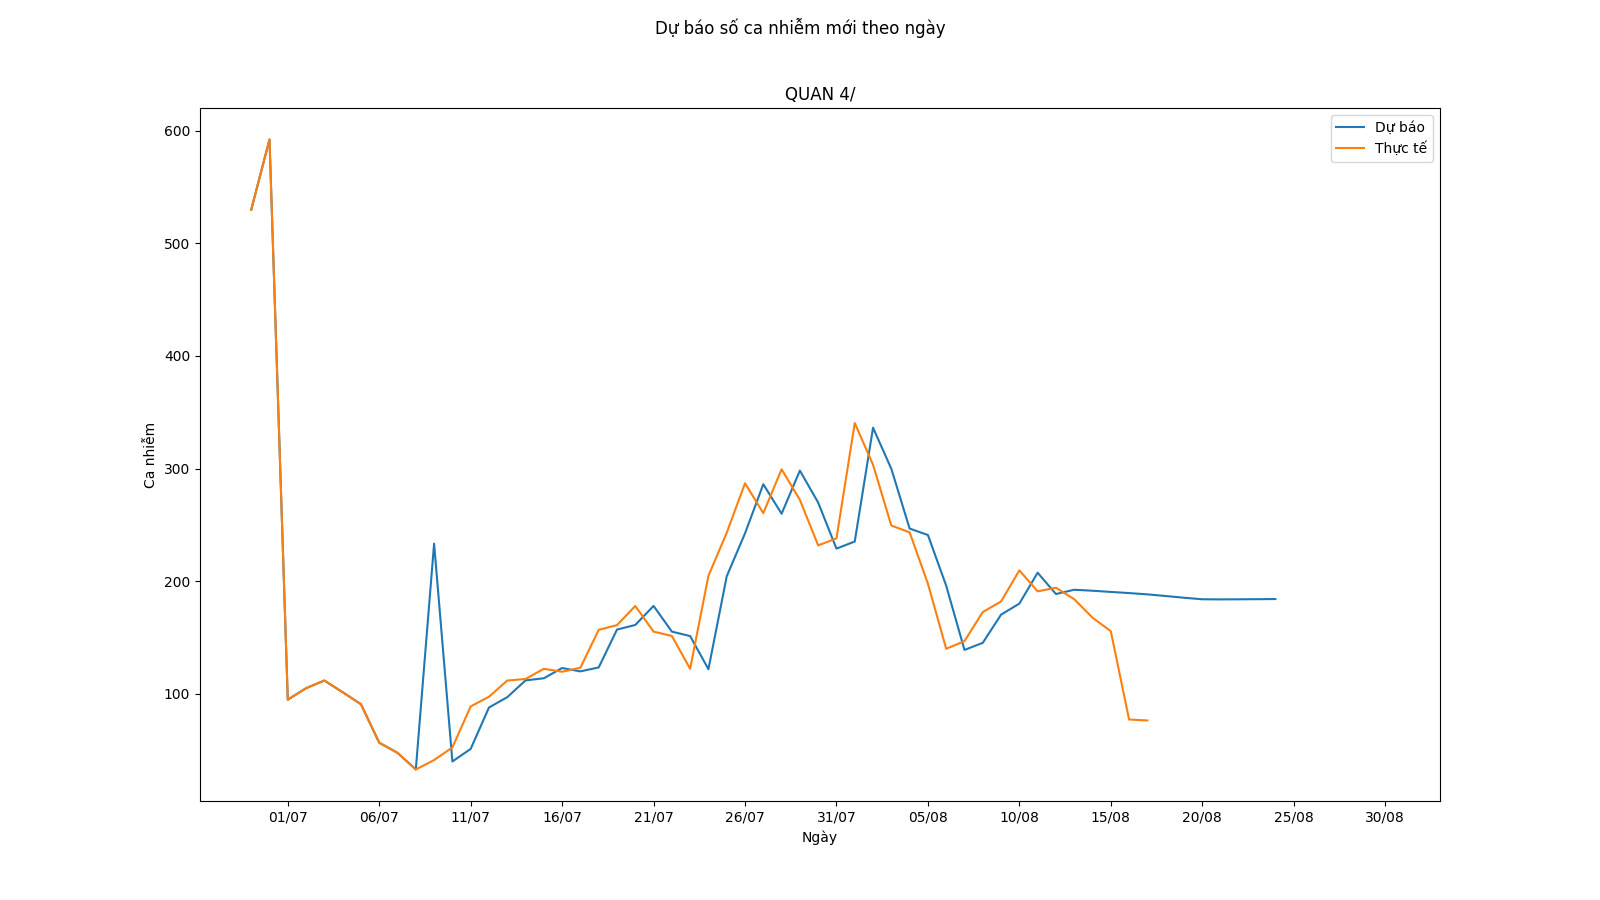 Dự báo số ca nhiễm mới theo ngày
QUAN 4/
Dự báo
Thực tế
600
500
400
300
200
100
Ca nhiễm
01/07 06/07 11/07 16/07 21/07 26/07 31/07 05/08 10/08 15/08 20/08 25/08 30/08
Ngày